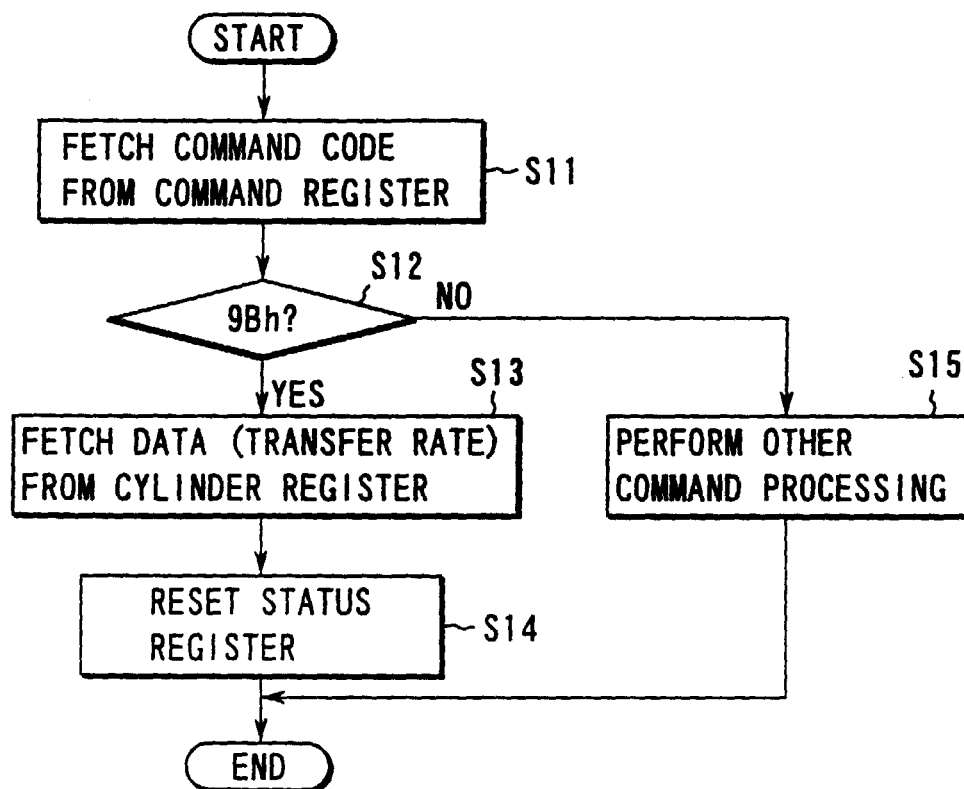 START
FETCH COMMAND CODE
FROM COMMAND REGISTER
S11
S12
9Bh?
NO
YES
S13
FETCH DATA (TRANSFER RATE)
FROM CYLINDER REGISTER
S15
PERFORM OTHER
COMMAND PROCESSING
RESET STATUS
REGISTER
S14
END